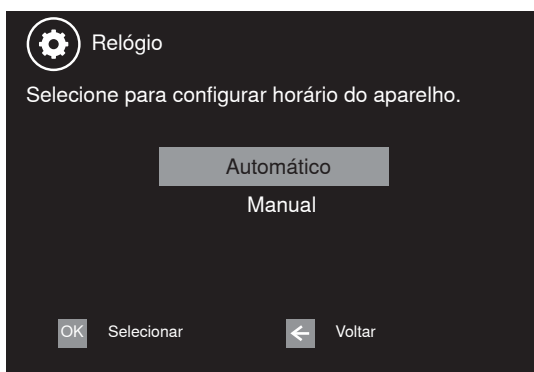 Relógio
Selecione para configurar horário do aparelho.
Automático
Manual
OK Selecionar Voltar